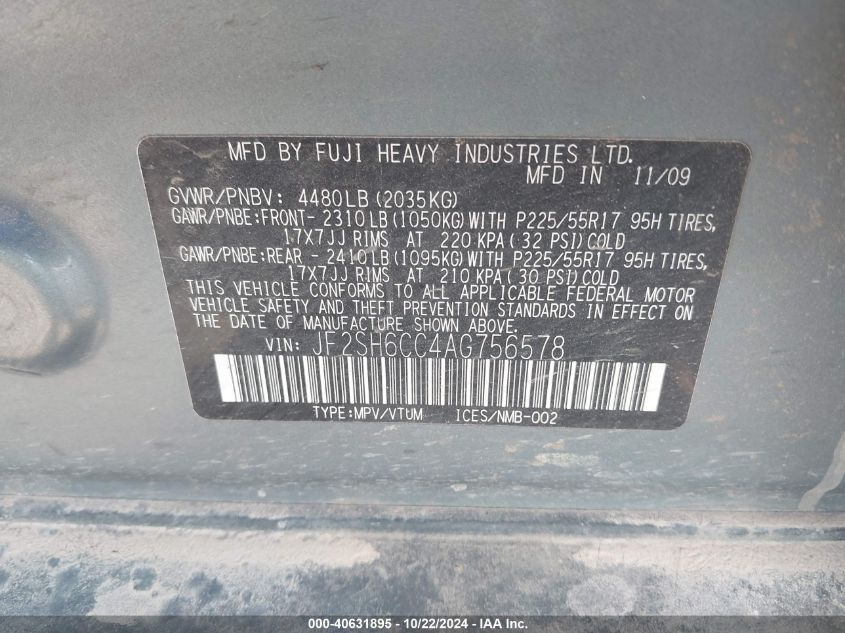 MFD BY FUJI HEAVY INDUSTRIES LTD.
MFD IN 11/09
GVWR/PNBV: 4480LB(2035KG)
GAWR/PNBE:FRONT- 2310LB(1050KG)WITH P225/55R17 95H TIRES,
17X7JJ RIMS AT 220 KPA(32 PSI)COLD
GAWR/PNBE:REAR - 2410LB(1095KG)WITH P225/55R17 95H TIRES,
17X7JJ RIMS AT 210 KPA(30 PSI)COLD
THIS VEHICLE CONFORMS TO ALL APPLICABLE FEDERAL MOTOR
VEHICLE SAFETY AND THEFT PREVENTION STANDARDS IN EFFECT ON
THE DATE OF MANUFACTURE SHOWN ABOVE.
VIN: JF2SH6CC4AG756578
TYPE:MPV/VTUM ICES/NMB-002
000-40631895 - 10/22/2024 - IAA Inc.